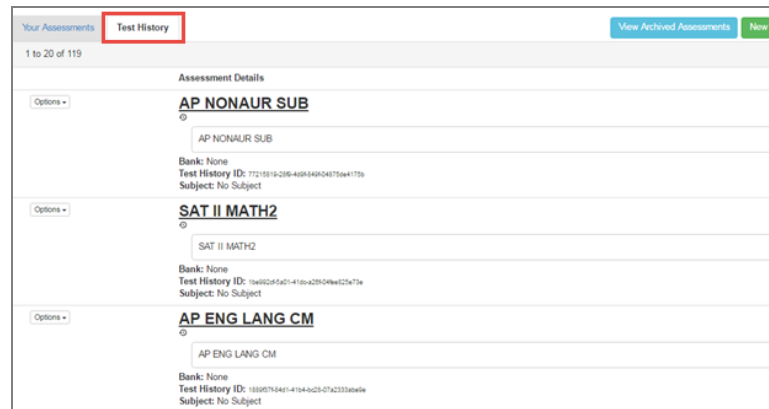 Your Assessments Test History View Archived Assessments New
1 to 20 of 119
Assessment Details
Options AP NONAUR SUB
AP NONAUR SUB
Bank: None
Test History ID:
Subject: No Subject
Options SAT II MATH2
SAT II MATH2
Bank: None
Test History ID:
Subject: No Subject
Options AP ENG LANG CM
AP ENG LANG CM
Bank: None
Test History ID:
Subject: No Subject